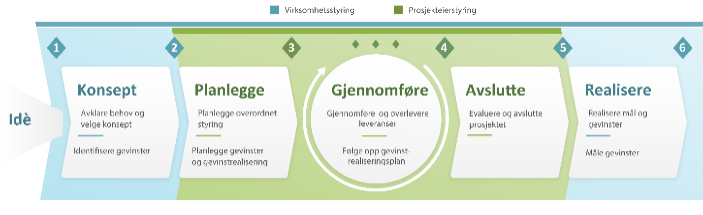 Virksomhetsstyring
Prosjekteierstyring
1
2
3
4
5
6
Idè
Konsept
Avklare behov og
velge konsept
Identifisere gevinster
Planlegge
Planlegge overordnet
styring
Planlegge gevinster
og gevinstrealisering
Gjennomføre
Gjennomføre og overlevere
leveranser
Følge opp gevinst-
realiseringsplan
Avslutte
Evaluere og avslutte
prosjektet
Realisere
Realisere mål og
gevinster
Måle gevinster